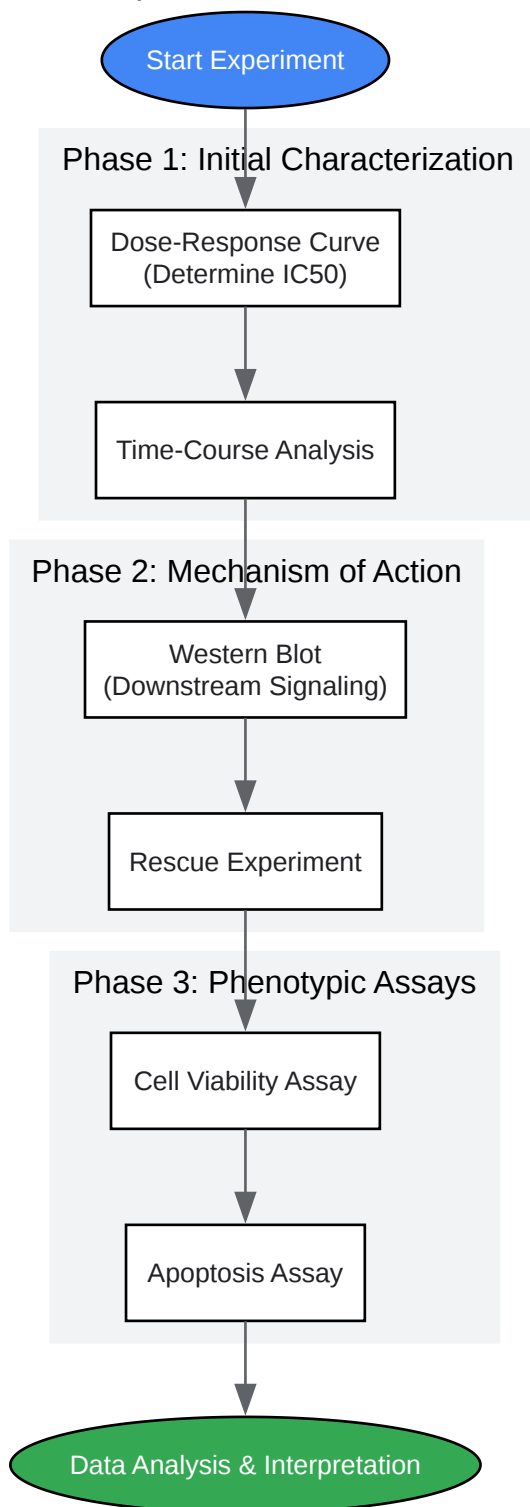 Start Experiment
Phase 1: Initial Characterization
Dose-Response Curve
(Determine IC50)
Time-Course Analysis
Phase 2: Mechanism of Action
Western Blot
(Downstream Signaling)
Rescue Experiment
Phase 3: Phenotypic Assays
Cell Viability Assay
Apoptosis Assay
Data Analysis & Interpretation